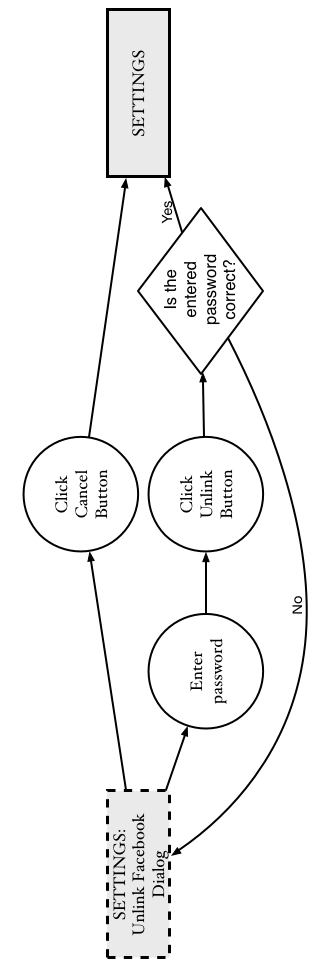 SETTINGS:
Unlink Facebook
Dialog
Click
Cancel
Button
Enter
password
Click
Unlink
Button
Is the
entered
password
correct?
Yes
No
SETTINGS